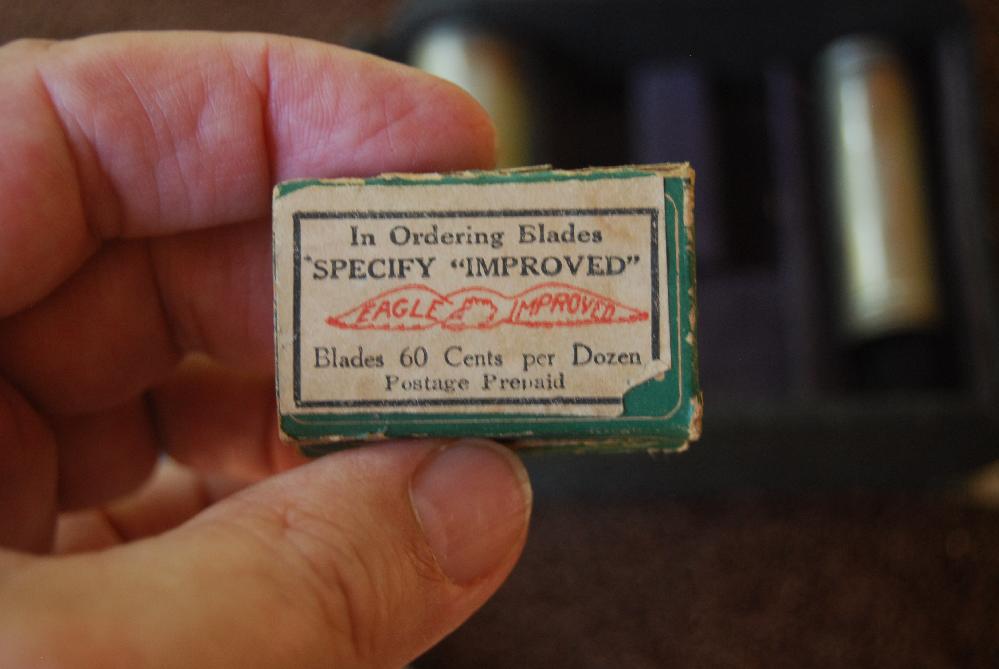 In Ordering Blades
SPECIFY “IMPROVED”
EAGLE IMPROVED
Blades 60 Cents per Dozen
Postage Prepaid